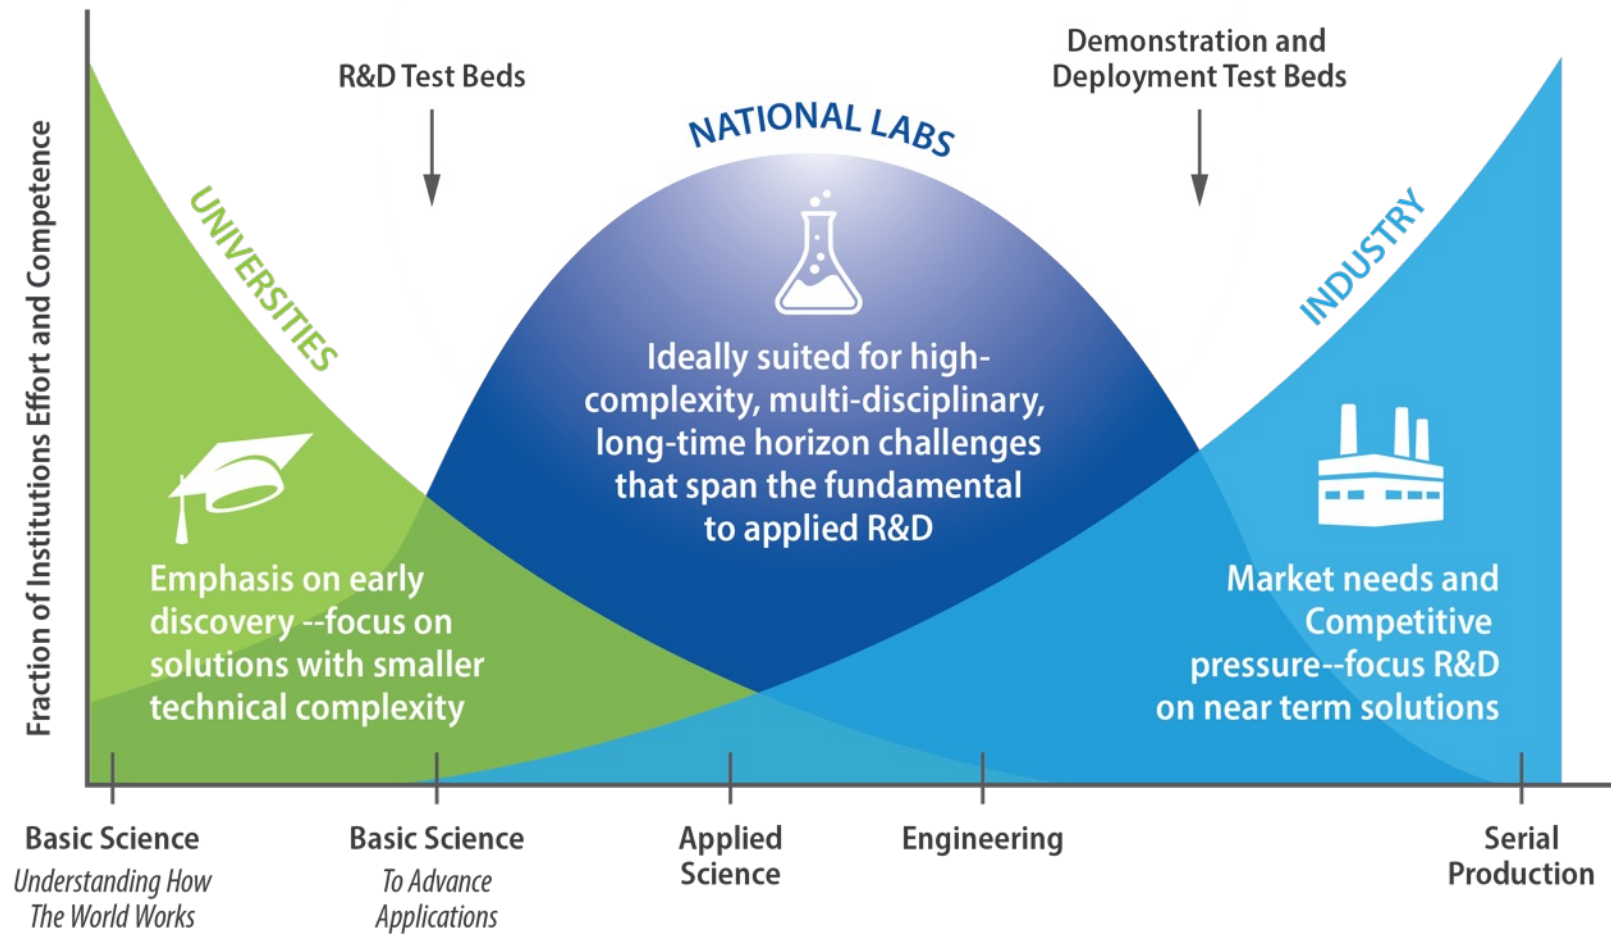 Fraction of Institutions Effort and Competence
R&D Test Beds
Demonstration and
Deployment Test Beds
NATIONAL LABS
UNIVERSITIES
INDUSTRY
Ideally suited for high-
complexity, multi-disciplinary,
long-time horizon challenges
that span the fundamental
to applied R&D
Emphasis on early
discovery --focus on
solutions with smaller
technical complexity
Market needs and
Competitive
pressure--focus R&D
on near term solutions
Basic Science
Understanding How
The World Works
Basic Science
To Advance
Applications
Applied
Science
Engineering
Serial
Production